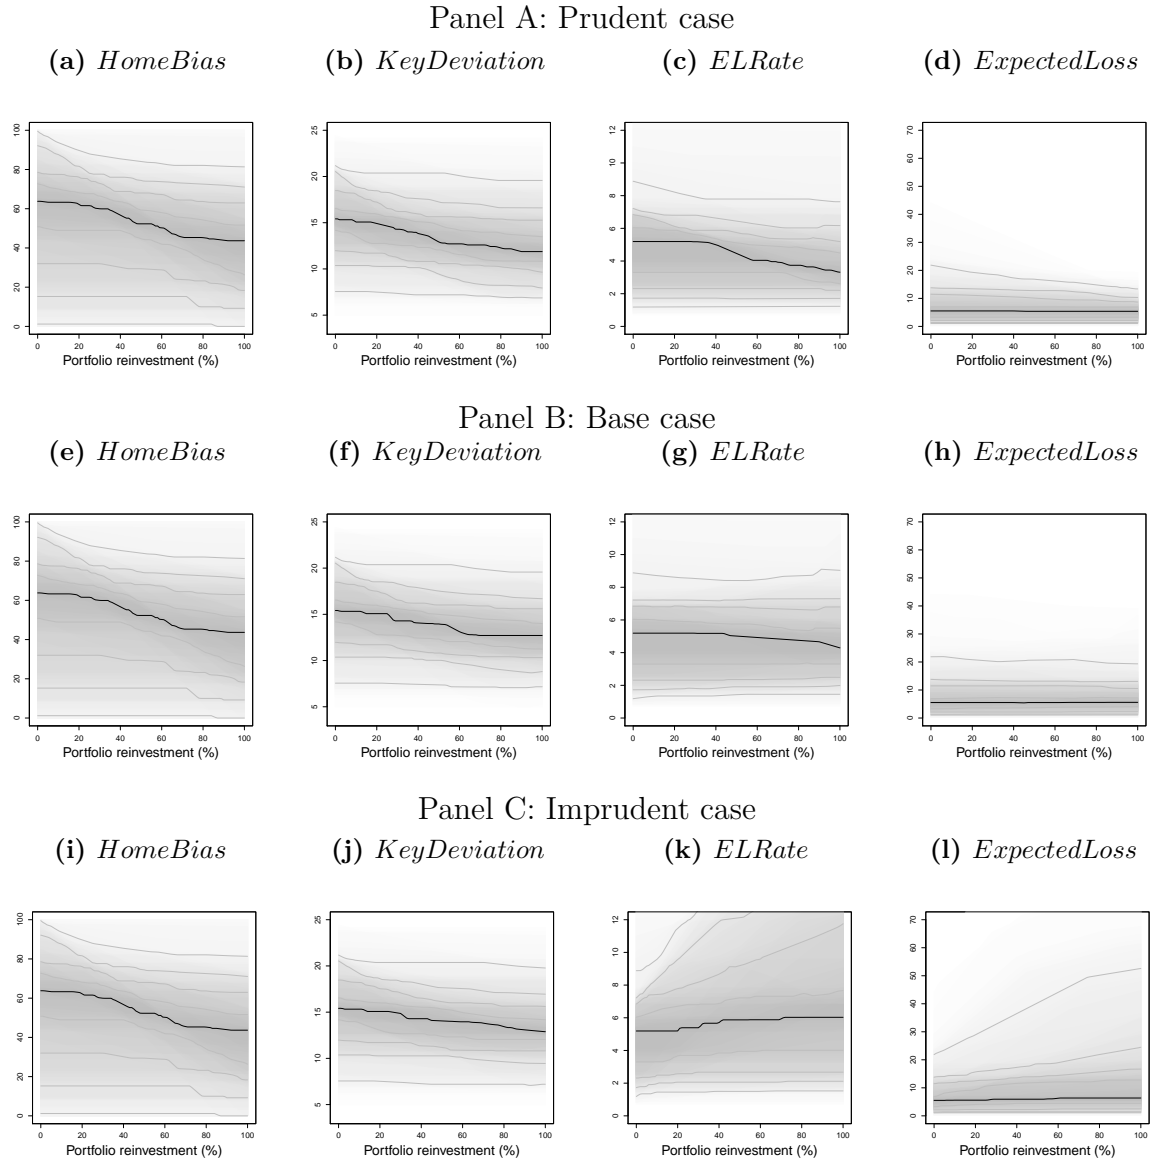 Panel A: Prudent case
(a) HomeBias (b) KeyDeviation (c) ELRate (d) ExpectedLoss
100 80 60 40 20 0
25 20 15 10 5
12 10 8 6 4 2 0
70 60 50 40 30 20 10 0
0 20 40 60 80 100 0 20 40 60 80 100 0 20 40 60 80 100 0 20 40 60 80 100
Portfolio reinvestment (%) Portfolio reinvestment (%) Portfolio reinvestment (%) Portfolio reinvestment (%)
Panel B: Base case
(e) HomeBias (f) KeyDeviation (g) ELRate (h) ExpectedLoss
100 80 60 40 20 0
25 20 15 10 5
12 10 8 6 4 2 0
70 60 50 40 30 20 10 0
0 20 40 60 80 100 0 20 40 60 80 100 0 20 40 60 80 100 0 20 40 60 80 100
Portfolio reinvestment (%) Portfolio reinvestment (%) Portfolio reinvestment (%) Portfolio reinvestment (%)
Panel C: Imprudent case
(i) HomeBias (j) KeyDeviation (k) ELRate (l) ExpectedLoss
100 80 60 40 20 0
25 20 15 10 5
12 10 8 6 4 2 0
70 60 50 40 30 20 10 0
0 20 40 60 80 100 0 20 40 60 80 100 0 20 40 60 80 100 0 20 40 60 80 100
Portfolio reinvestment (%) Portfolio reinvestment (%) Portfolio reinvestment (%) Portfolio reinvestment (%)